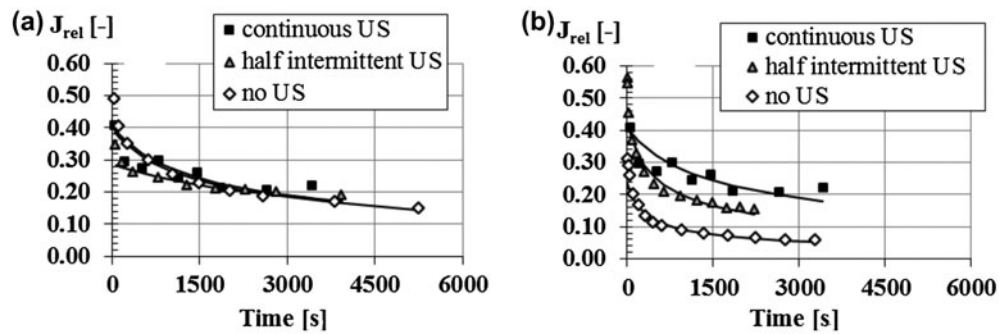 (a) J_rel [-]
continuous US
half intermittent US
no US
0.60
0.50
0.40
0.30
0.20
0.10
0.00
0 1500 3000 4500 6000
Time [s]
(b) J_rel [-]
continuous US
half intermittent US
no US
0.60
0.50
0.40
0.30
0.20
0.10
0.00
0 1500 3000 4500 6000
Time [s]